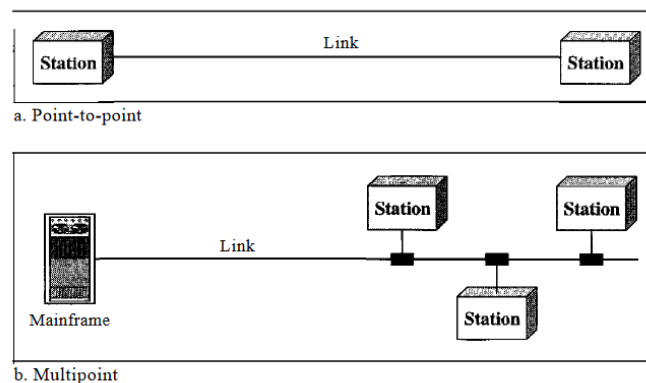 Link
Station
Station
a. Point-to-point
Station
Station
Link
Station
Mainframe
b. Multipoint